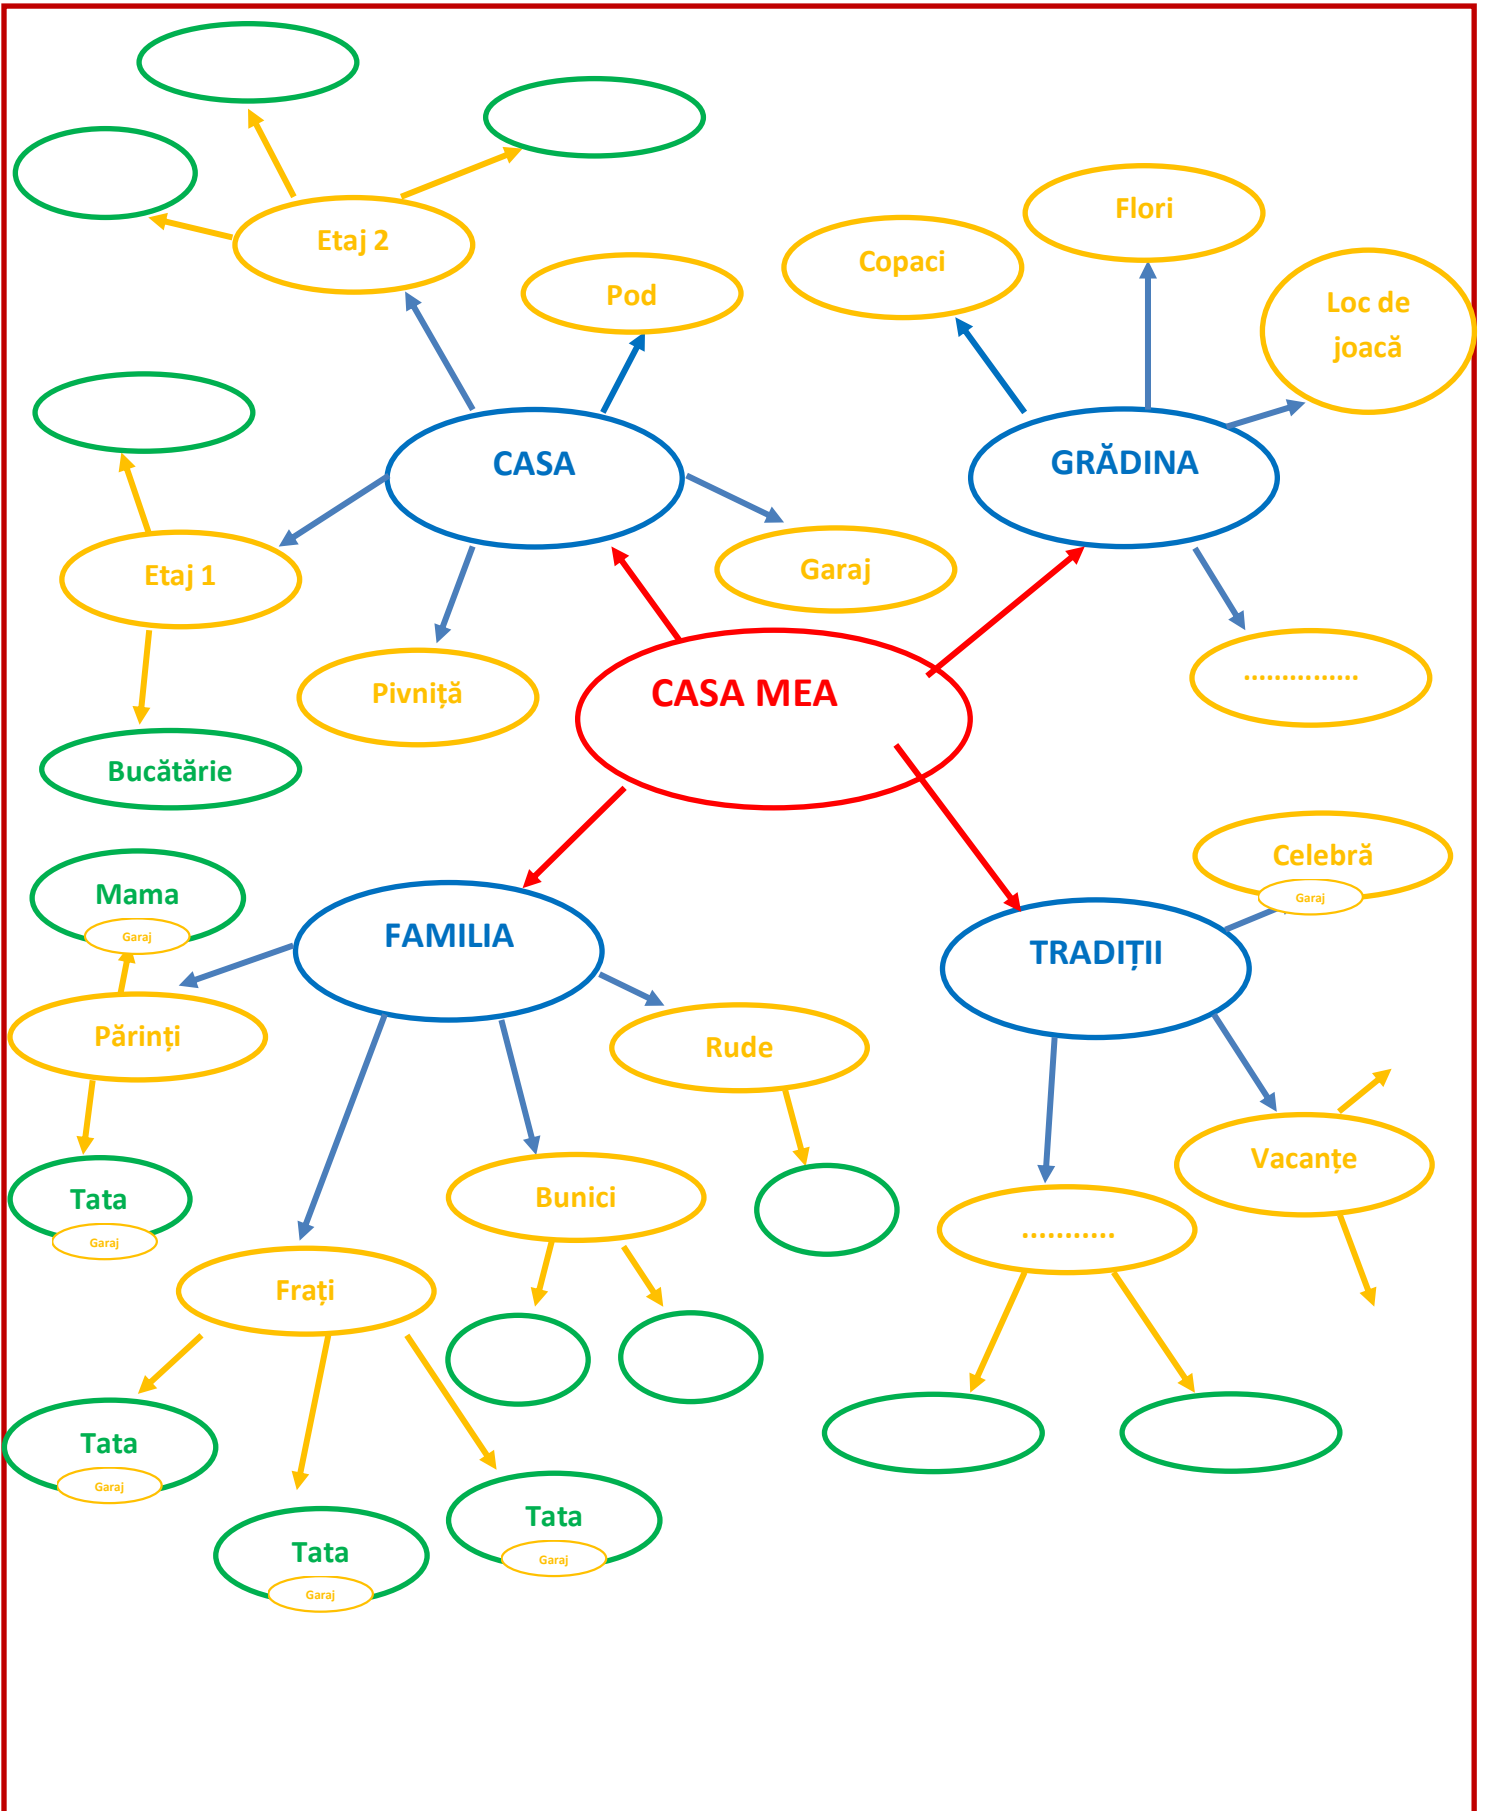 Flori
Etaj 2
Copaci
Pod
Loc de
joacă
CASA
GRĂDINA
Etaj 1
Garaj
Pivniță
CASA MEA
...............
Bucătărie
Celebră
Garaj
Mama
Garaj
FAMILIA
TRADIȚII
Părinți
Rude
Vacanțe
Tata
Garaj
Bunici
............
Frați
Tata
Garaj
Tata
Garaj
Tata
Garaj